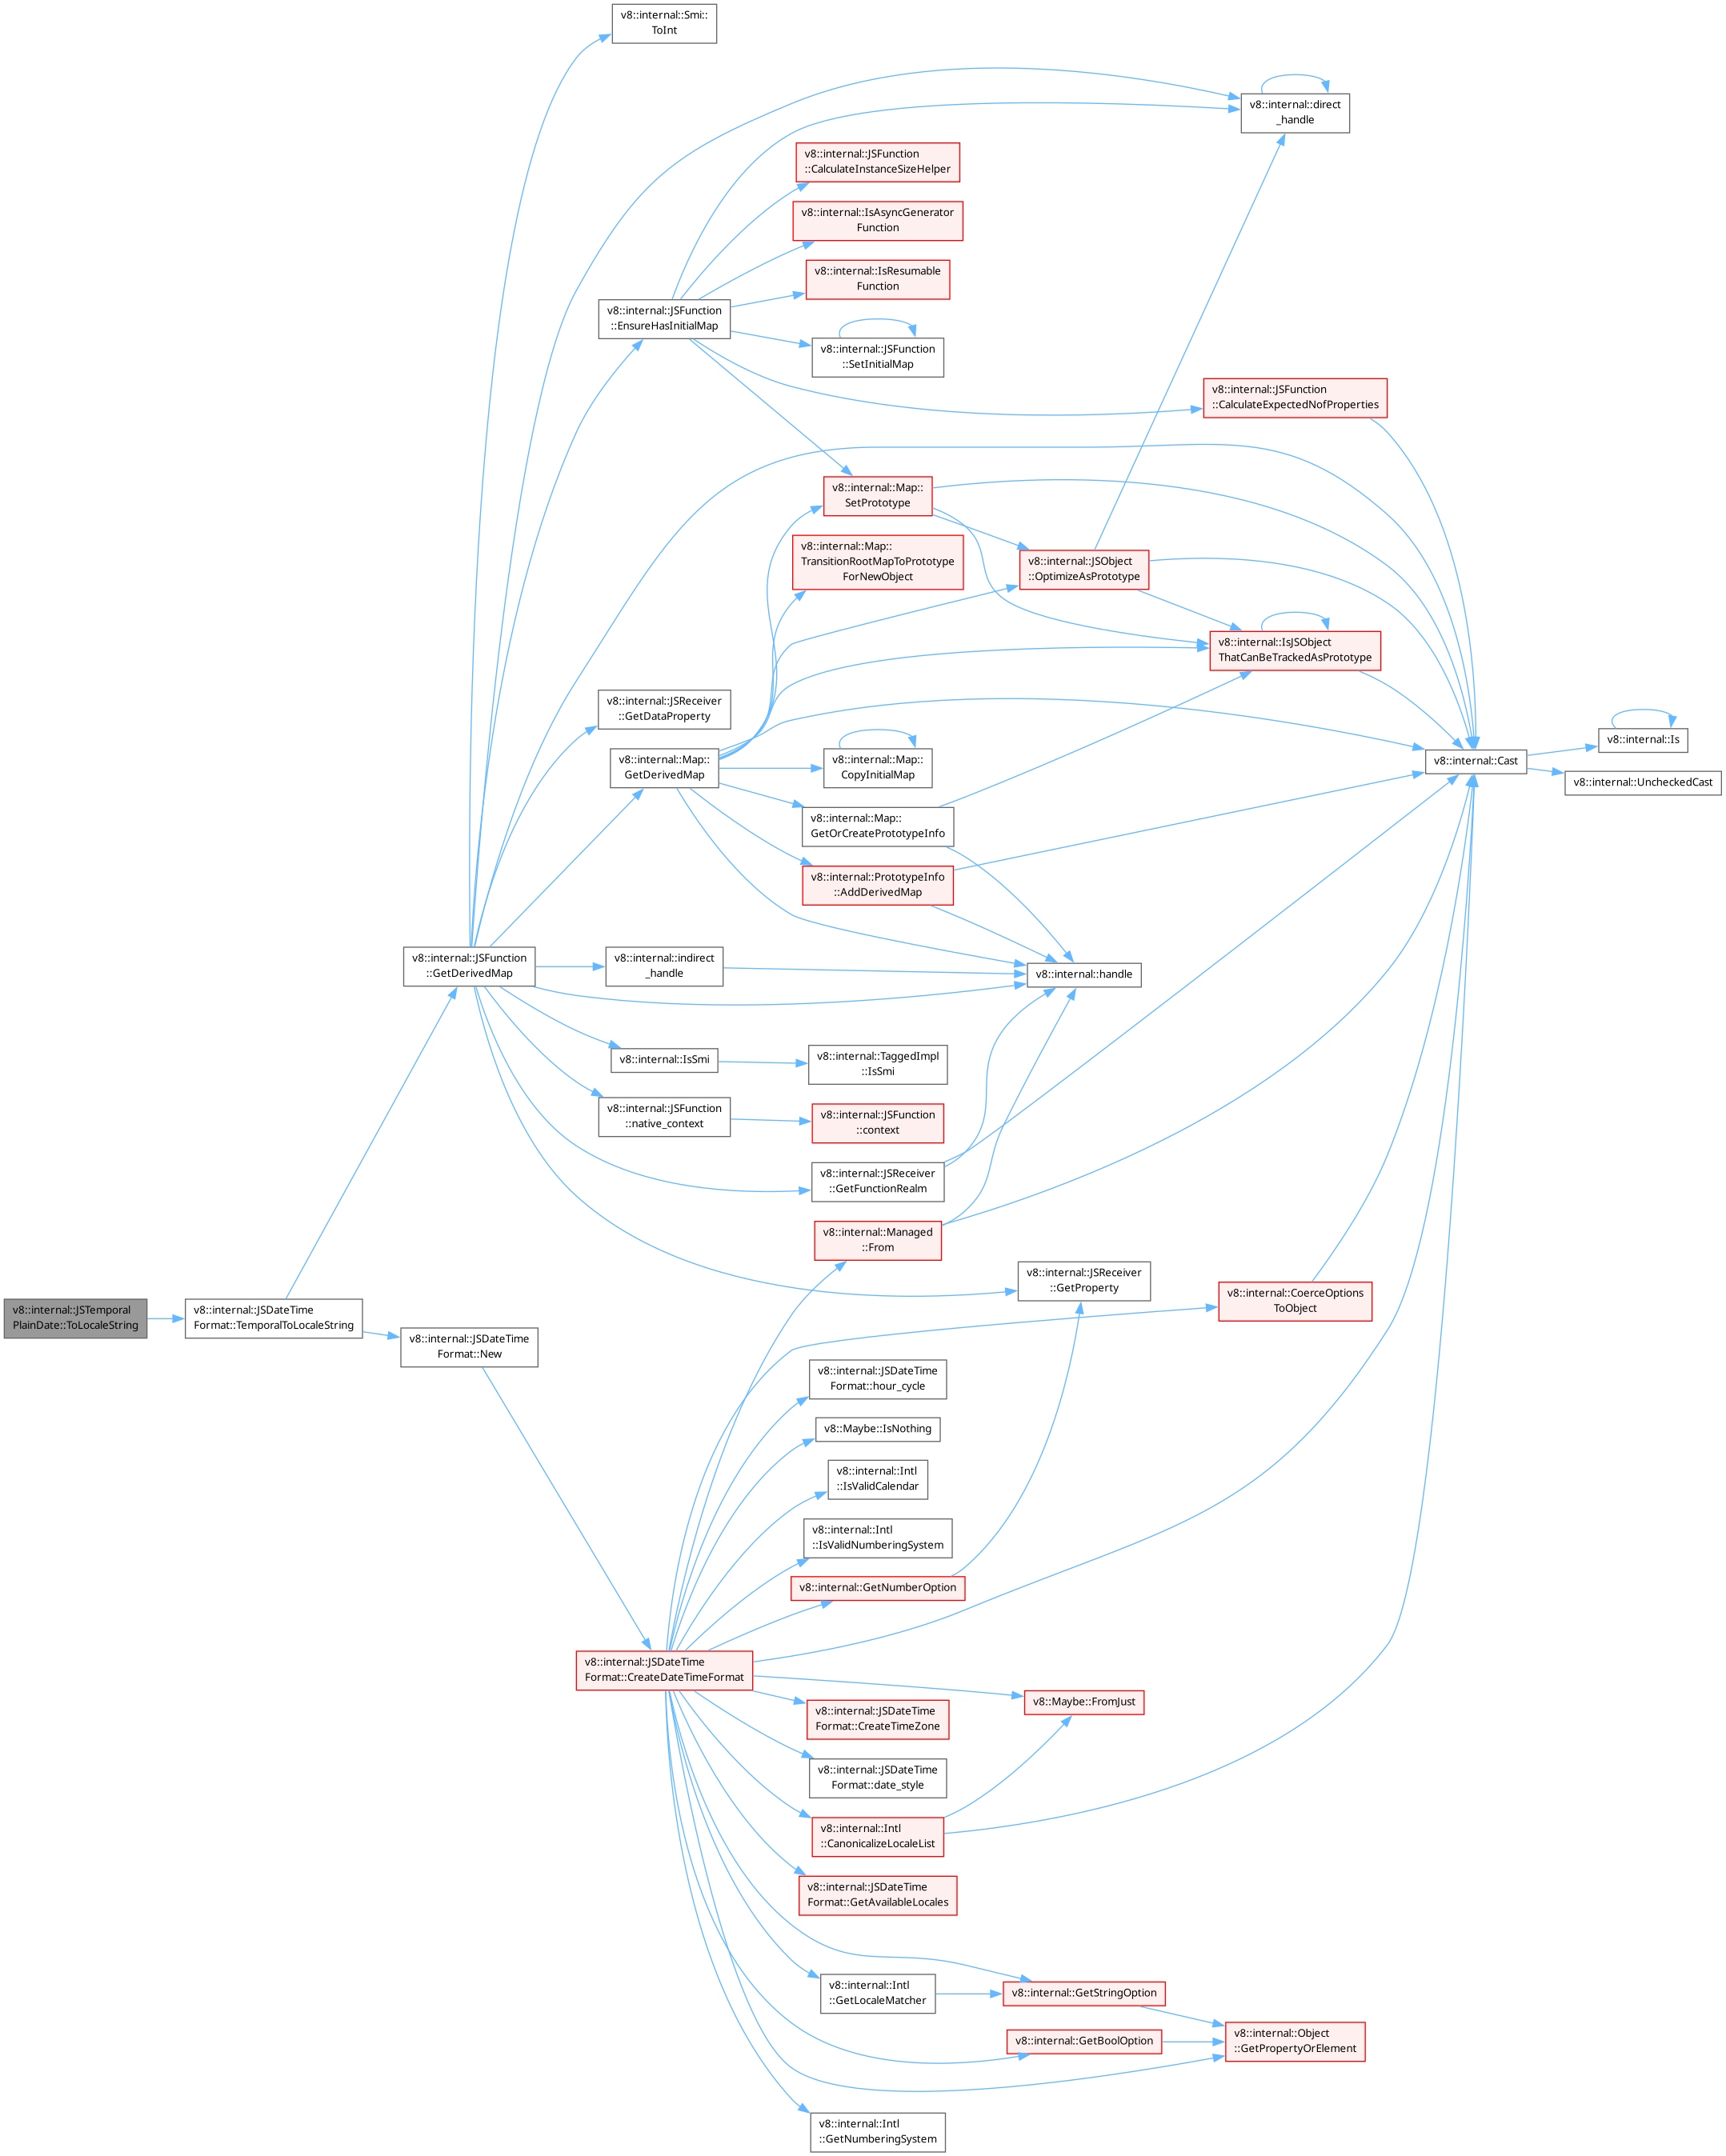 v8::internal::Smi::
ToInt
v8::internal::direct
_handle
v8::internal::JSFunction
::CalculateInstanceSizeHelper
v8::internal::IsAsyncGenerator
Function
v8::internal::IsResumable
Function
v8::internal::JSFunction
::EnsureHasInitialMap
v8::internal::JSFunction
::SetInitialMap
v8::internal::JSFunction
::CalculateExpectedNofProperties
v8::internal::Map::
SetPrototype
v8::internal::Map::
TransitionRootMapToPrototype
ForNewObject
v8::internal::JSObject
::OptimizeAsPrototype
v8::internal::IsJSObject
ThatCanBeTrackedAsPrototype
v8::internal::JSReceiver
::GetDataProperty
v8::internal::Is
v8::internal::Map::
GetDerivedMap
v8::internal::Map::
CopyInitialMap
v8::internal::Cast
v8::internal::UncheckedCast
v8::internal::Map::
GetOrCreatePrototypeInfo
v8::internal::PrototypeInfo
::AddDerivedMap
v8::internal::JSFunction
::GetDerivedMap
v8::internal::indirect
_handle
v8::internal::handle
v8::internal::IsSmi
v8::internal::TaggedImpl
::IsSmi
v8::internal::JSFunction
::native_context
v8::internal::JSFunction
::context
v8::internal::JSReceiver
::GetFunctionRealm
v8::internal::Managed
::From
v8::internal::JSReceiver
::GetProperty
v8::internal::CoerceOptions
ToObject
v8::internal::JSTemporal
PlainDate::ToLocaleString
v8::internal::JSDateTime
Format::TemporalToLocaleString
v8::internal::JSDateTime
Format::New
v8::internal::JSDateTime
Format::hour_cycle
v8::Maybe::IsNothing
v8::internal::Intl
::IsValidCalendar
v8::internal::Intl
::IsValidNumberingSystem
v8::internal::GetNumberOption
v8::internal::JSDateTime
Format::CreateDateTimeFormat
v8::Maybe::FromJust
v8::internal::JSDateTime
Format::CreateTimeZone
v8::internal::JSDateTime
Format::date_style
v8::internal::Intl
::CanonicalizeLocaleList
v8::internal::JSDateTime
Format::GetAvailableLocales
v8::internal::Intl
::GetLocaleMatcher
v8::internal::GetStringOption
v8::internal::GetBoolOption
v8::internal::Object
::GetPropertyOrElement
v8::internal::Intl
::GetNumberingSystem